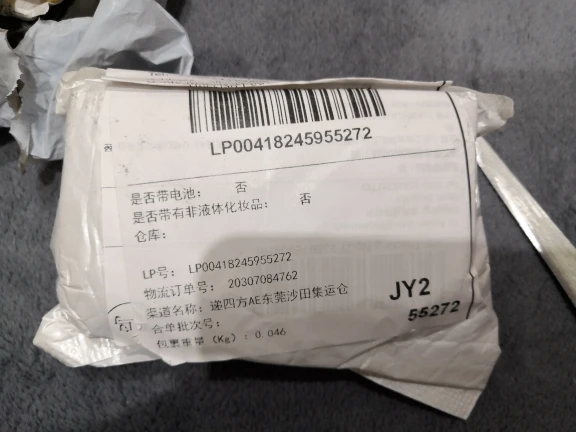 LP00418245955272
是否带电池： 否
是否带有非液体化妆品： 否
仓库：
LP号： LP00418245955272
物流订单号： 20307084762
渠道名称：递四方AE东莞沙田集运仓
合单批次号：
包裹重量（Kg）：0.046
JY2
55272